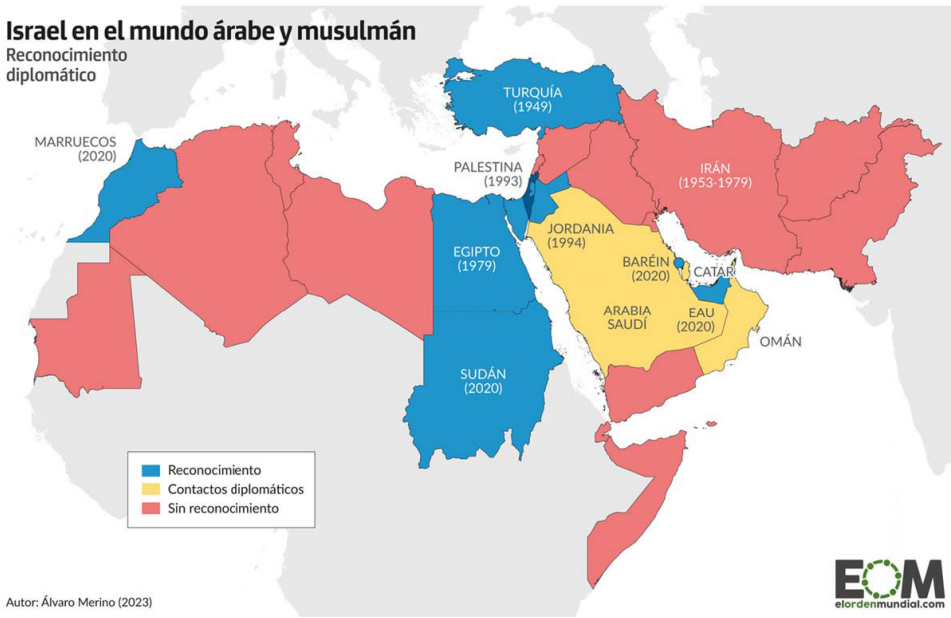 Israel en el mundo árabe y musulmán
Reconocimiento
diplomático
TURQUÍA
(1949)
MARRUECOS
(2020)
PALESTINA
(1993)
IRÁN
(1953-1979)
JORDANIA
(1994)
EGIPTO
(1979)
BARÉIN
(2020)
CATAR
ARABIA
SAUDÍ
EAU
(2020)
OMÁN
SUDÁN
(2020)
Reconocimiento
Contactos diplomáticos
Sin reconocimiento
Autor: Álvaro Merino (2023)
EOM
elordenmundial.com